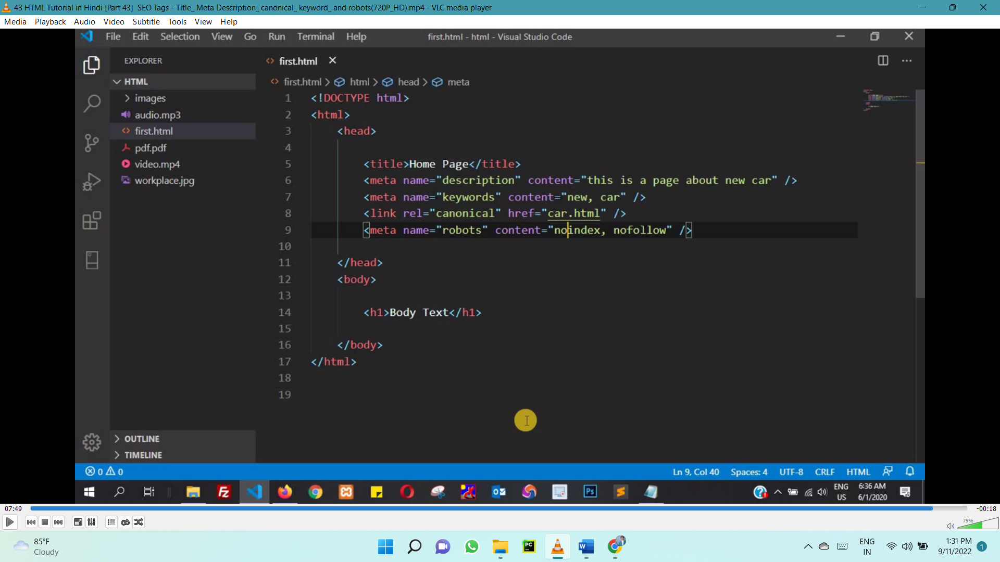 43 HTML Tutorial in Hindi [Part 43]  SEO Tags - Title_ Meta Description_ canonical_ keyword_ and robots(720P_HD).mp4 - VLC media player
Media Playback Audio Video Subtitle Tools View Help
File Edit Selection View Go Run Terminal Help first.html - html - Visual Studio Code
EXPLORER
first.html
HTML
first.html > html > head > meta
images
audio.mp3
first.html
pdf.pdf
video.mp4
workplace.jpg
1 <!DOCTYPE html>
2 <html>
3 <head>
4
5 <title>Home Page</title>
6 <meta name="description" content="this is a page about new car" />
7 <meta name="keywords" content="new, car" />
8 <link rel="canonical" href="car.html" />
9 <meta name="robots" content="noindex, nofollow" />
10
11 </head>
12 <body>
13
14 <h1>Body Text</h1>
15
16 </body>
17 </html>
18
19
OUTLINE
TIMELINE
0 0 Ln 9, Col 40 Spaces: 4 UTF-8 CRLF HTML
Fz Ps ENG US 6:36 AM 6/1/2020
07:49 -00:18
75%
85°F
Cloudy
PC W ENG IN 1:31 PM 9/11/2022 1